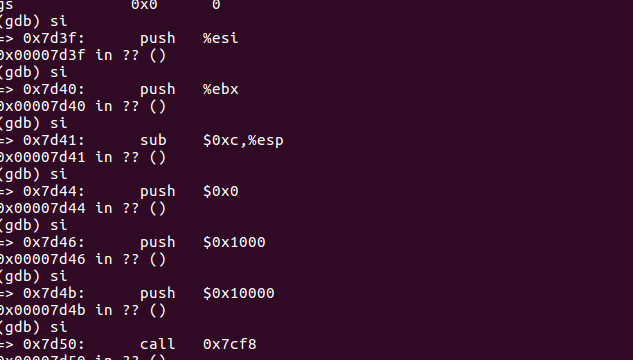 gs 0x0 0
(gdb) si
=> 0x7d3f: push %esi
0x00007d3f in ?? ()
(gdb) si
=> 0x7d40: push %ebx
0x00007d40 in ?? ()
(gdb) si
=> 0x7d41: sub $0xc,%esp
0x00007d41 in ?? ()
(gdb) si
=> 0x7d44: push $0x0
0x00007d44 in ?? ()
(gdb) si
=> 0x7d46: push $0x1000
0x00007d46 in ?? ()
(gdb) si
=> 0x7d4b: push $0x10000
0x00007d4b in ?? ()
(gdb) si
=> 0x7d50: call 0x7cf8
0x00007d50 in ?? ()